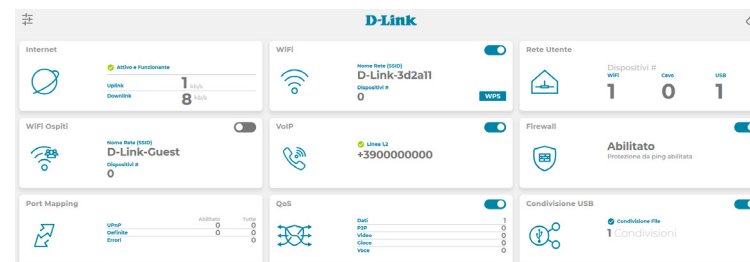 D-Link
Internet
Attivo e Funzionante
Uplink 1 kb/s
Downlink 8 kb/s
WiFi
Nome Rete (SSID)
D-Link-3d2a11
Dispositivi #
0
WPS
Rete Utente
Dispositivi #
WiFi Cavo USB
1 0 1
WiFi Ospiti
Nome Rete (SSID)
D-Link-Guest
Dispositivi #
0
VoIP
Linea 1,2
+3900000000
Firewall
Abilitato
Protezione da ping abilitata
Port Mapping
Abilitato Tutte
UPnP 0 0
Definite 0 0
Errori 0
QoS
Dati 1
P2P 0
Video 0
Gioco 0
Voce 0
Condivisione USB
Condivisione File
1 Condivisioni